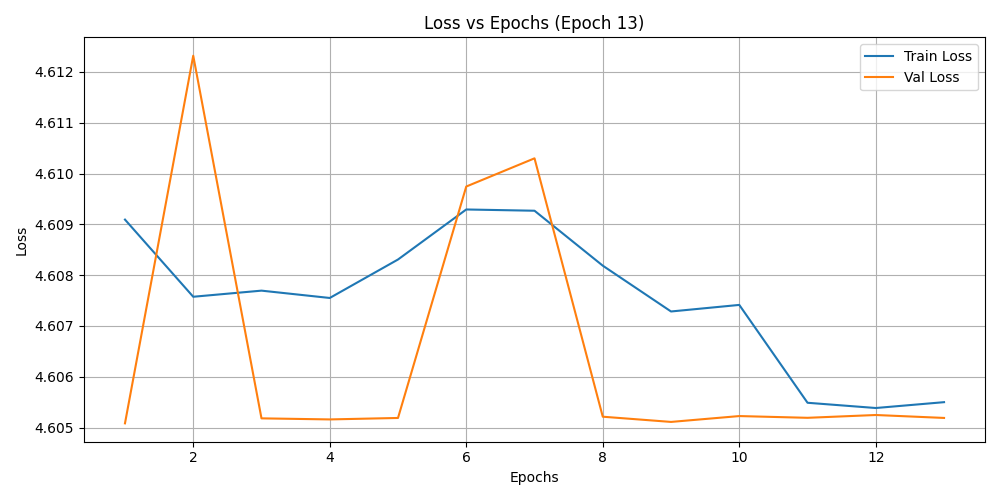 Loss vs Epochs (Epoch 13)
Train Loss
Val Loss
4.612
4.611
4.610
4.609
4.608
4.607
4.606
4.605
Loss
2 4 6 8 10 12
Epochs